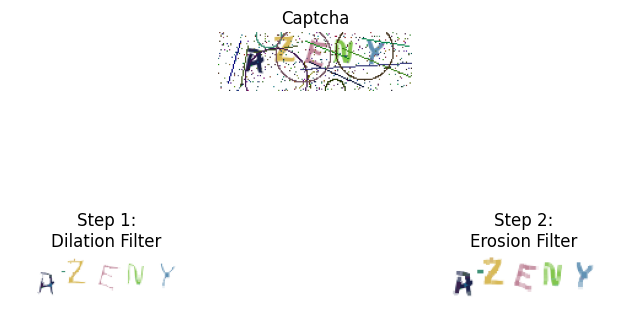 Captcha
AZENY
Step 1:
Dilation Filter
AZENY
Step 2:
Erosion Filter
AZENY